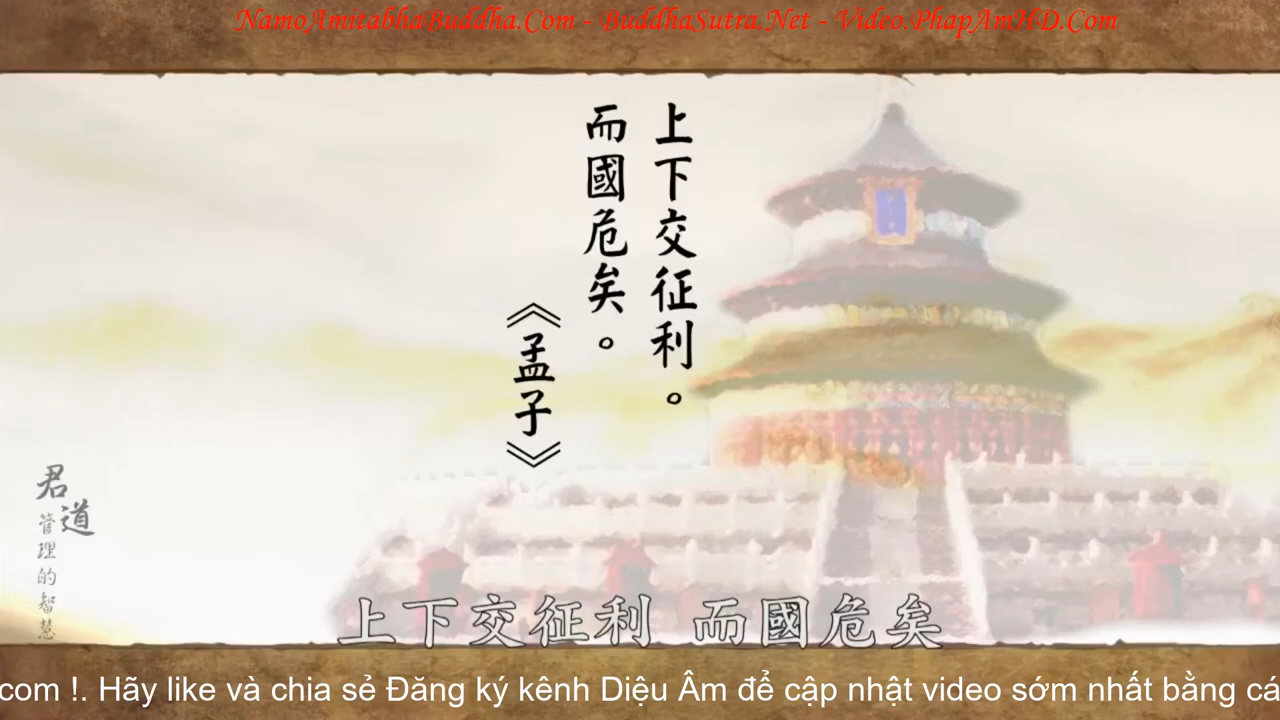 NamoAmitabhaBuddha.Com - BuddhaSutra.Net - Video.PhapAmHD.Com
上下交征利。
而國危矣。
《孟子》
君道
管理的智慧
上下交征利 而國危矣
com !. Hãy like và chia sẻ Đăng ký kênh Diệu Âm để cập nhật video sớm nhất bằng cá